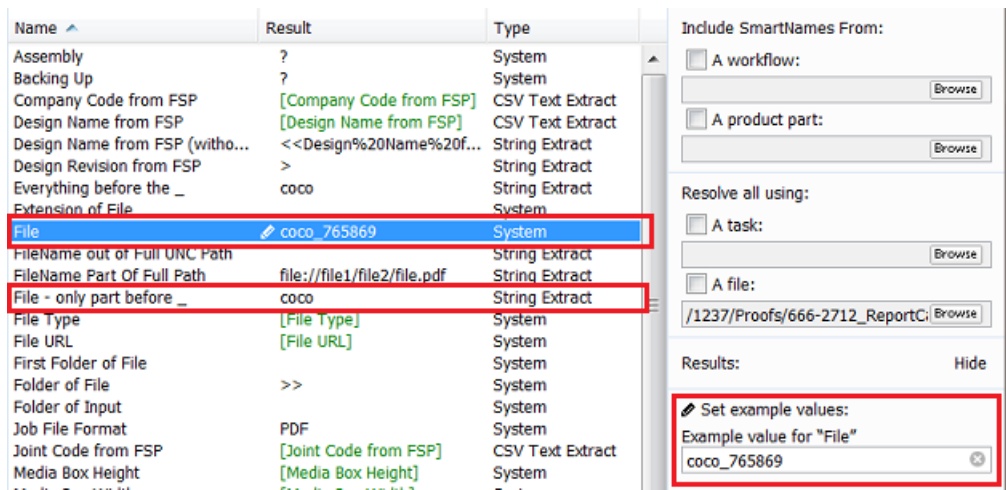 Name Result Type
Assembly ? System
Backing Up ? System
Company Code from FSP [Company Code from FSP] CSV Text Extract
Design Name from FSP [Design Name from FSP] CSV Text Extract
Design Name from FSP (witho... <<Design%20Name%20f... String Extract
Design Revision from FSP > String Extract
Everything before the _ coco String Extract
Extension of File System
File coco_765869 System
FileName out of Full UNC Path String Extract
FileName Part Of Full Path file://file1/file2/file.pdf String Extract
File - only part before _ coco String Extract
File Type [File Type] System
File URL [File URL] System
First Folder of File System
Folder of File >> System
Folder of Input System
Job File Format PDF System
Joint Code from FSP [Joint Code from FSP] CSV Text Extract
Media Box Height [Media Box Height] System
Include SmartNames From:
A workflow:
Browse
A product part:
Browse
Resolve all using:
A task:
Browse
A file:
/1237/Proofs/666-2712_ReportC Browse
Results: Hide
Set example values:
Example value for "File"
coco_765869